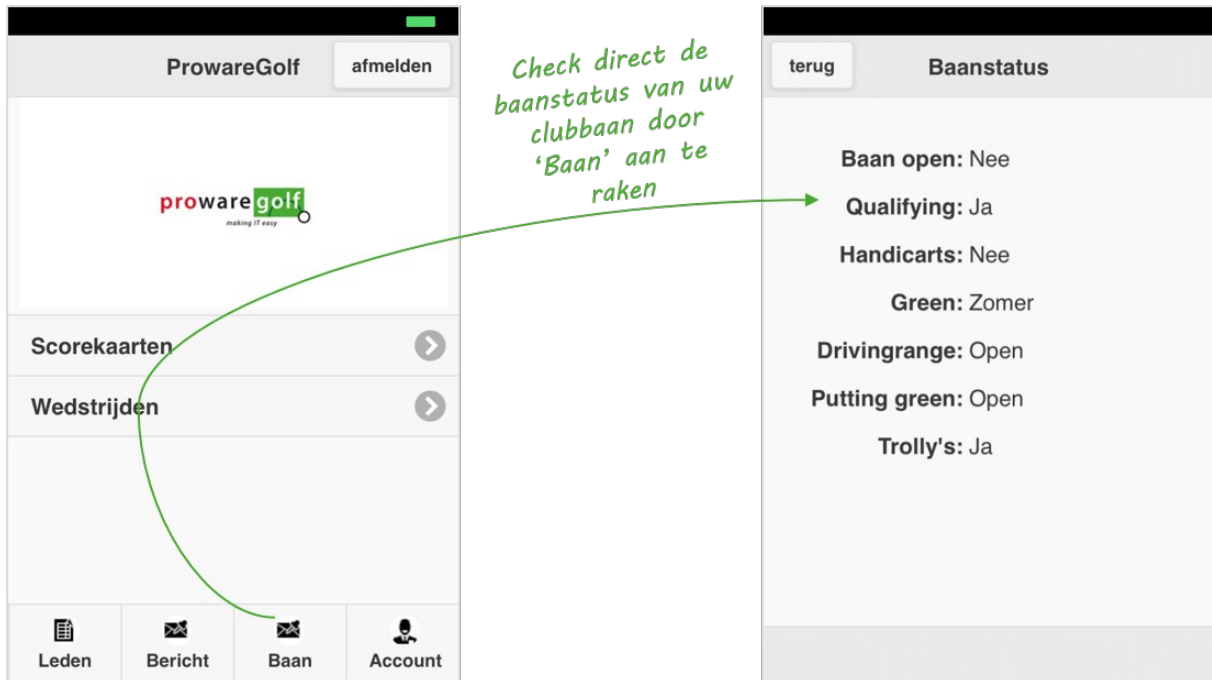 ProwareGolf
afmelden
prowaregolf
making IT easy
Scorekaarten
Wedstrijden
Leden
Bericht
Baan
Account
Check direct de
baanstatus van uw
clubbaan door
‘Baan’ aan te
raken
terug
Baanstatus
Baan open: Nee
Qualifying: Ja
Handicarts: Nee
Green: Zomer
Drivingrange: Open
Putting green: Open
Trolly's: Ja